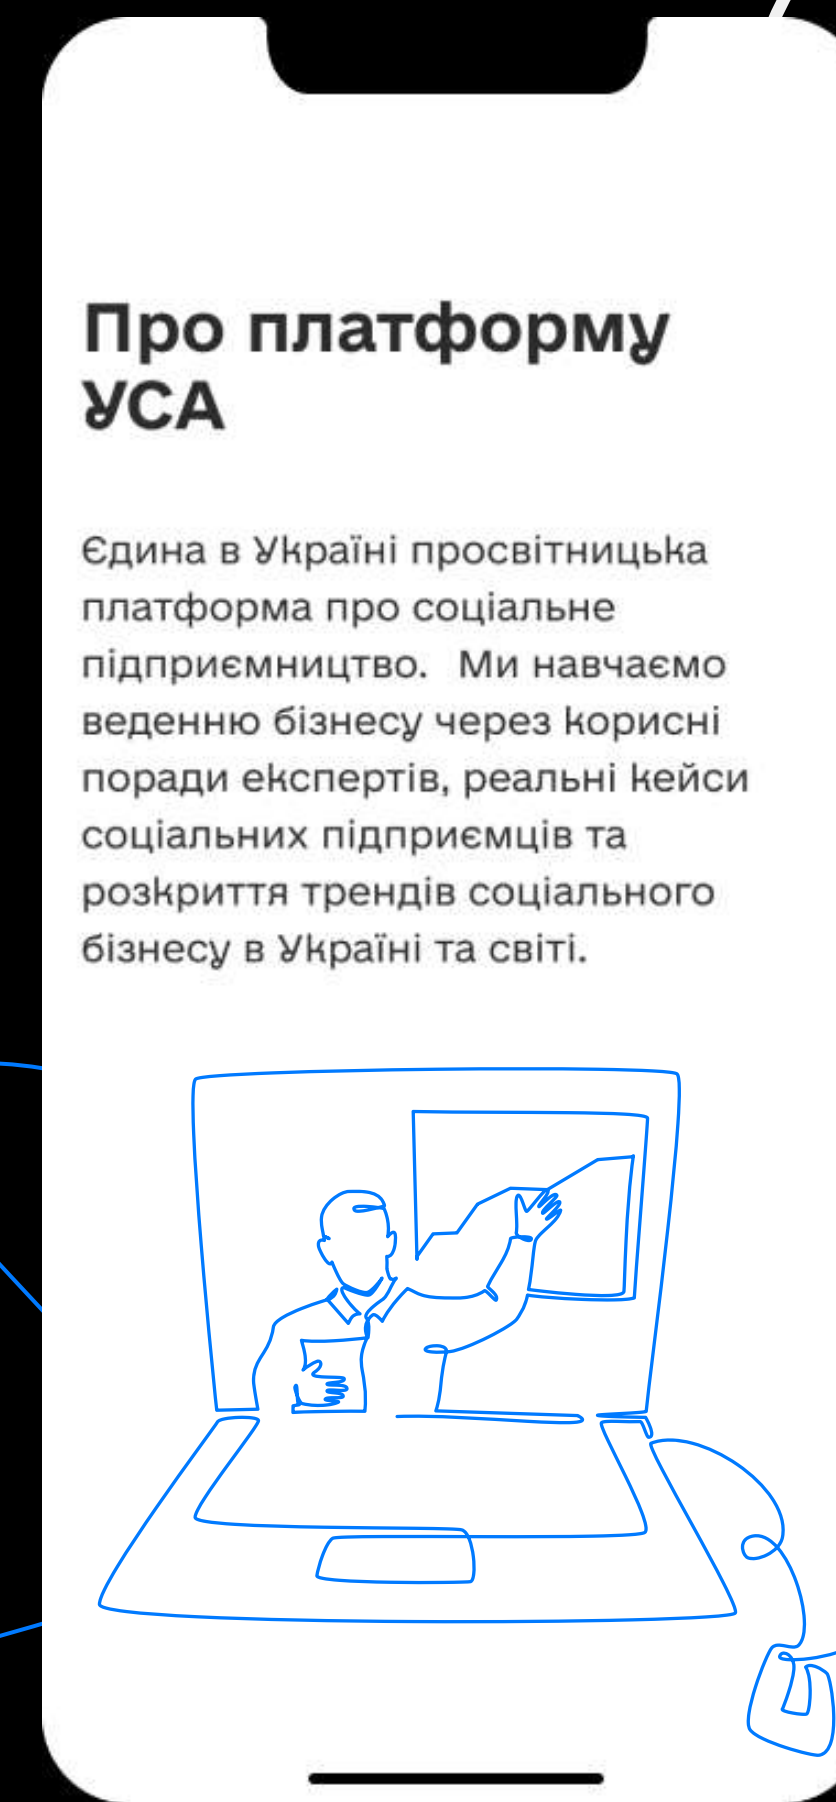 Про платформу
УСА
Єдина в Україні просвітницька
платформа про соціальне
підприємництво. Ми навчаємо
веденню бізнесу через корисні
поради експертів, реальні кейси
соціальних підприємців та
розкриття трендів соціального
бізнесу в Україні та світі.